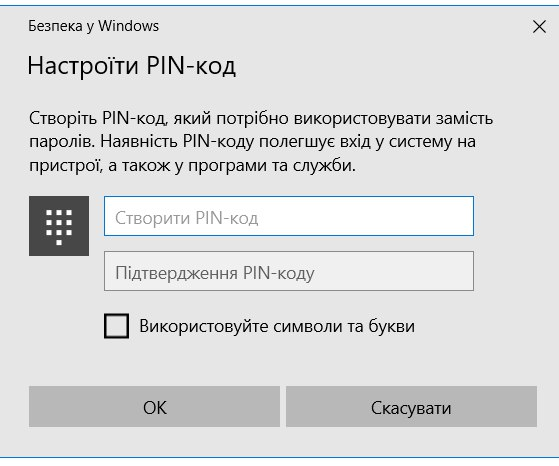 Безпека у Windows
Настроїти PIN-код
Створіть PIN-код, який потрібно використовувати замість
паролів. Наявність PIN-коду полегшує вхід у систему на
пристрої, а також у програми та служби.
Створити PIN-код
Підтвердження PIN-коду
Використовуйте символи та букви
ОК
Скасувати